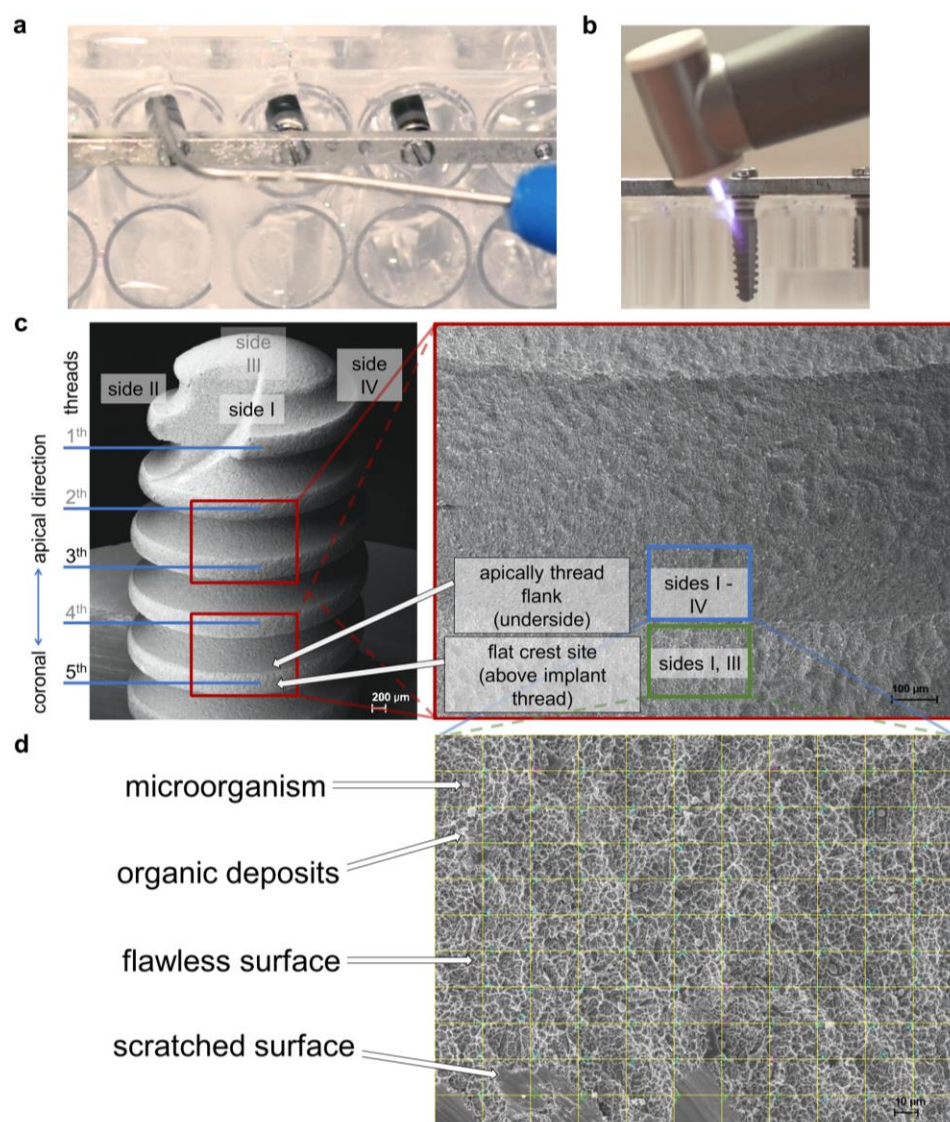 a
b
c
side
III
side
IV
side II
side I
threads
1th
2th
3th
4th
5th
apical direction
coronal
200 µm
apically thread
flank
(underside)
flat crest site
(above implant
thread)
sides I -
IV
sides I, III
100 µm
d
microorganism
organic deposits
flawless surface
scratched surface
10 µm